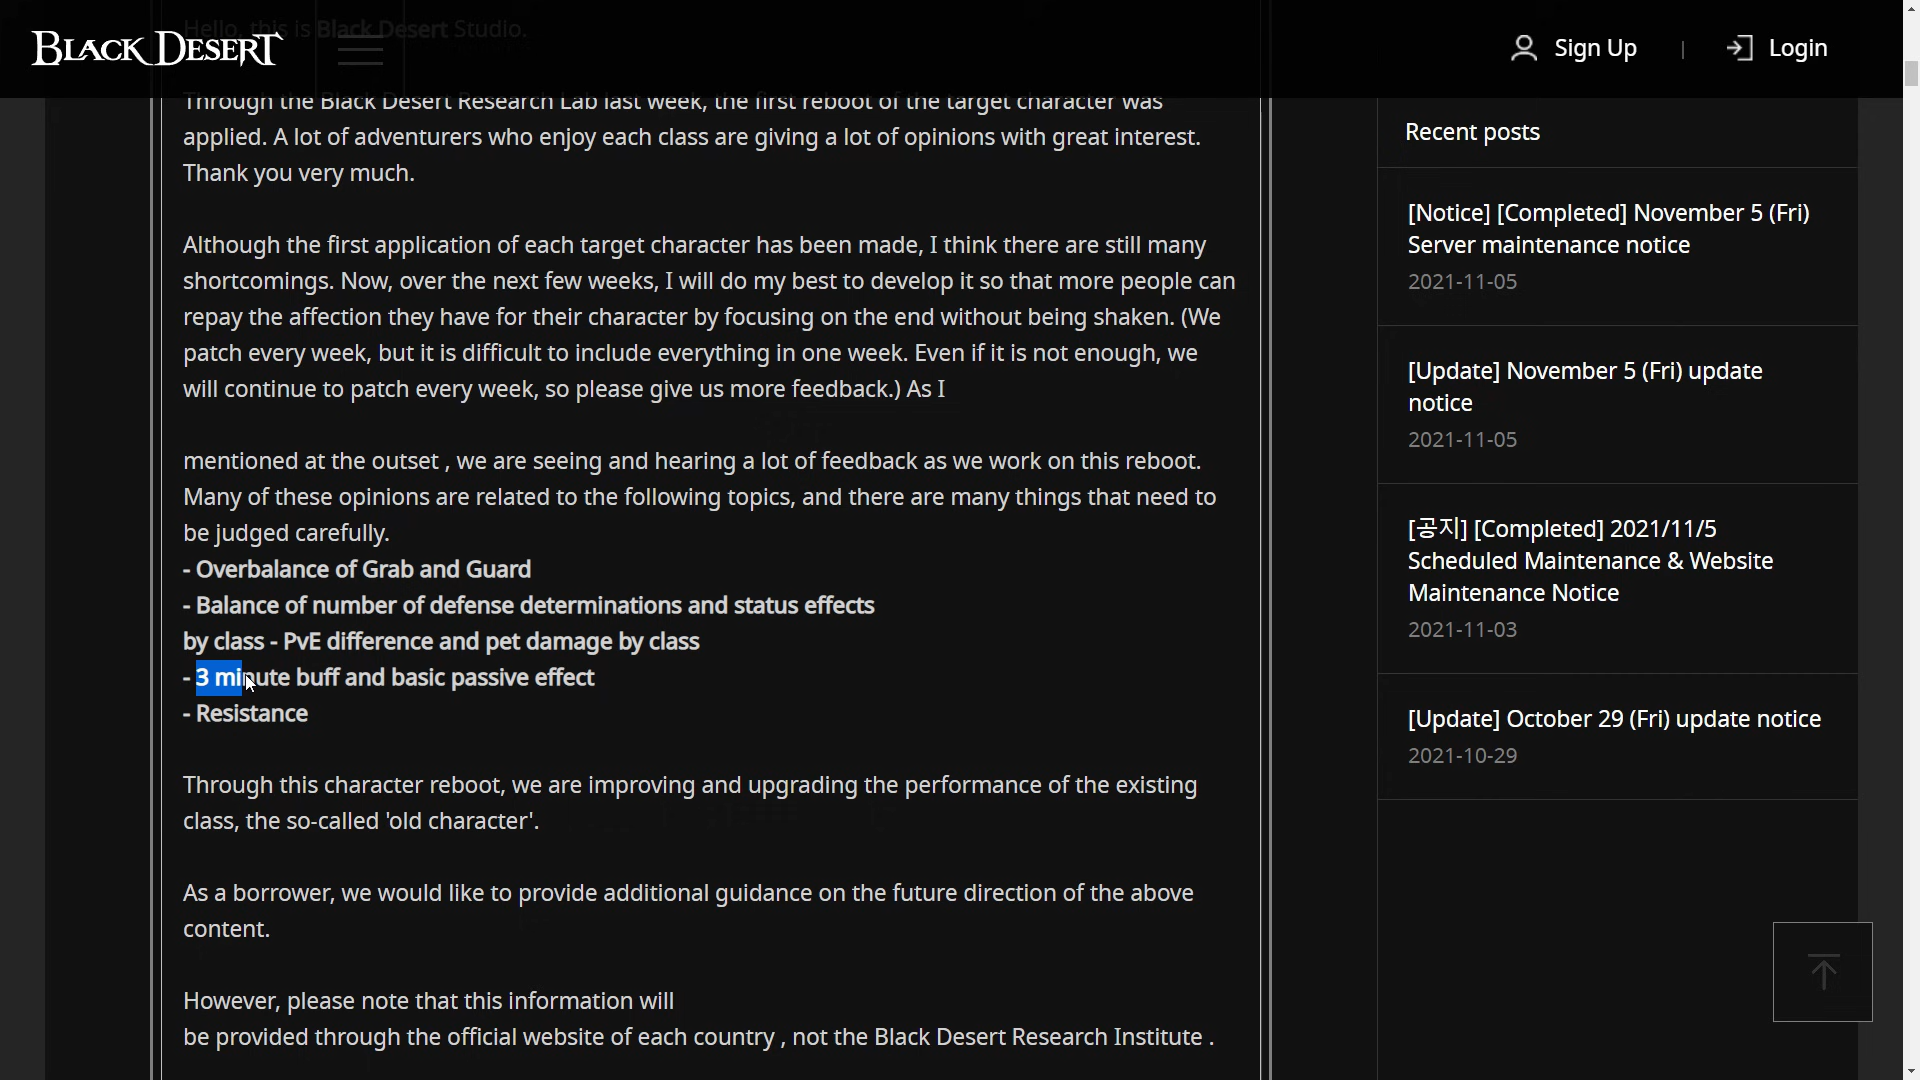 Hello, this is Black Desert Studio.
BLACK DESERT
Sign Up
|
Login
Through the Black Desert Research Lab last week, the first reboot of the target character was
applied. A lot of adventurers who enjoy each class are giving a lot of opinions with great interest.
Thank you very much.
Although the first application of each target character has been made, I think there are still many
shortcomings. Now, over the next few weeks, I will do my best to develop it so that more people can
repay the affection they have for their character by focusing on the end without being shaken. (We
patch every week, but it is difficult to include everything in one week. Even if it is not enough, we
will continue to patch every week, so please give us more feedback.) As I
mentioned at the outset , we are seeing and hearing a lot of feedback as we work on this reboot.
Many of these opinions are related to the following topics, and there are many things that need to
be judged carefully.
- Overbalance of Grab and Guard
- Balance of number of defense determinations and status effects
by class - PvE difference and pet damage by class
- 3 minute buff and basic passive effect
- Resistance
Through this character reboot, we are improving and upgrading the performance of the existing
class, the so-called 'old character'.
As a borrower, we would like to provide additional guidance on the future direction of the above
content.
However, please note that this information will
be provided through the official website of each country , not the Black Desert Research Institute .
Recent posts
[Notice] [Completed] November 5 (Fri)
Server maintenance notice
2021-11-05
[Update] November 5 (Fri) update
notice
2021-11-05
[공지] [Completed] 2021/11/5
Scheduled Maintenance & Website
Maintenance Notice
2021-11-03
[Update] October 29 (Fri) update notice
2021-10-29